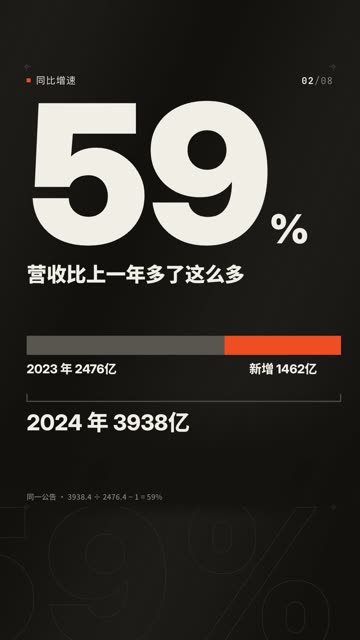 同比增速
02/08
59%
营收比上一年多了这么多
2023 年 2476亿
新增 1462亿
2024 年 3938亿
同一公告 · 3938.4 ÷ 2476.4 − 1 = 59%
59%